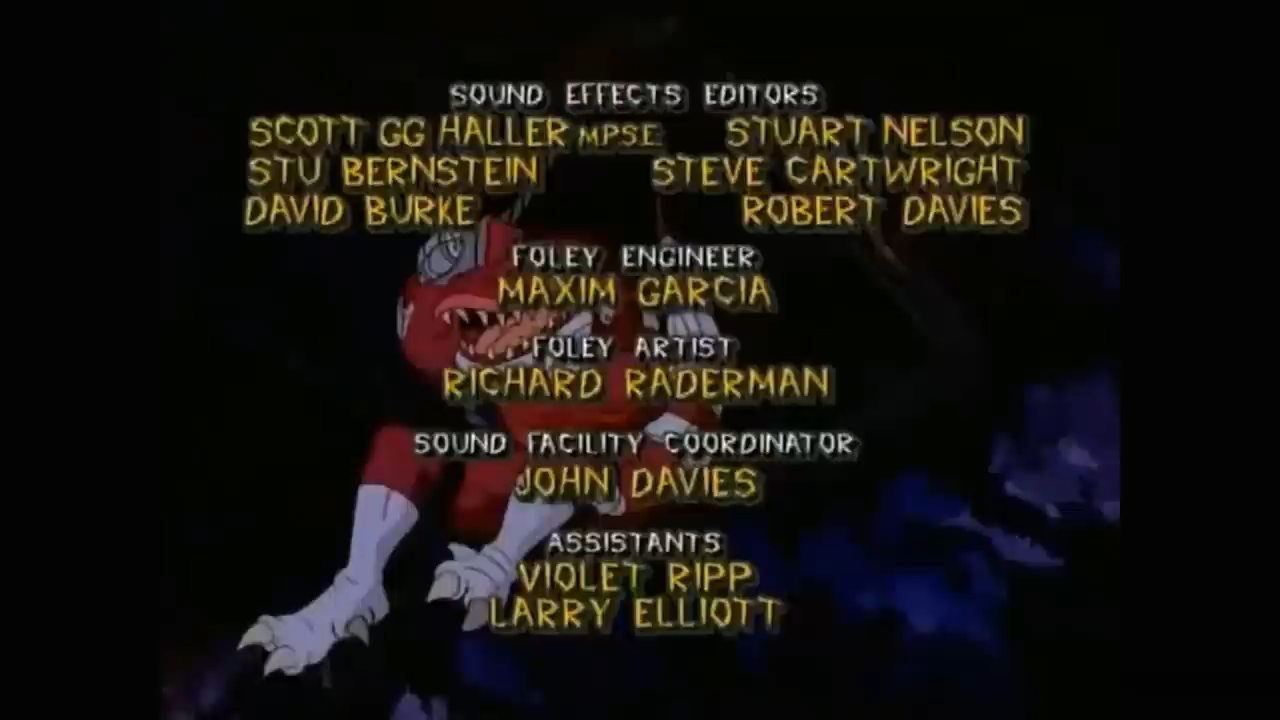 SOUND EFFECTS EDITORS
SCOTT GG HALLER MPSE STUART NELSON
STU BERNSTEIN STEVE CARTWRIGHT
DAVID BURKE ROBERT DAVIES
FOLEY ENGINEER
MAXIM GARCIA
FOLEY ARTIST
RICHARD RADERMAN
SOUND FACILITY COORDINATOR
JOHN DAVIES
ASSISTANTS
VIOLET RIPP
LARRY ELLIOTT